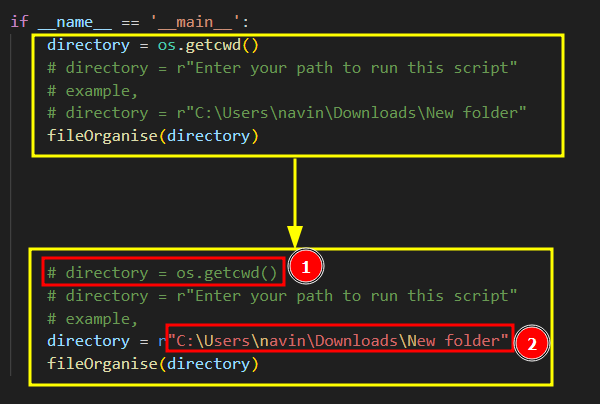 if __name__ == '__main__':
directory = os.getcwd()
# directory = r"Enter your path to run this script"
# example,
# directory = r"C:\Users\navin\Downloads\New folder"
fileOrganise(directory)
# directory = os.getcwd()
1
# directory = r"Enter your path to run this script"
# example,
directory = r"C:\Users\navin\Downloads\New folder"
2
fileOrganise(directory)